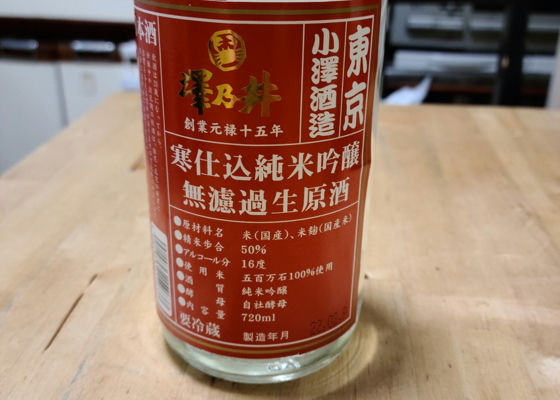 東京
小澤酒造
澤乃井
創業元禄十五年
寒仕込純米吟醸
無濾過生原酒
●原材料名 米(国産)、米麹(国産米)
●精米歩合 50%
●アルコール分 16度
●使用米 五百万石100%使用
●酒質 純米吟醸
●酵母 自社酵母
●内容量 720ml
要冷蔵
製造年月
本酒